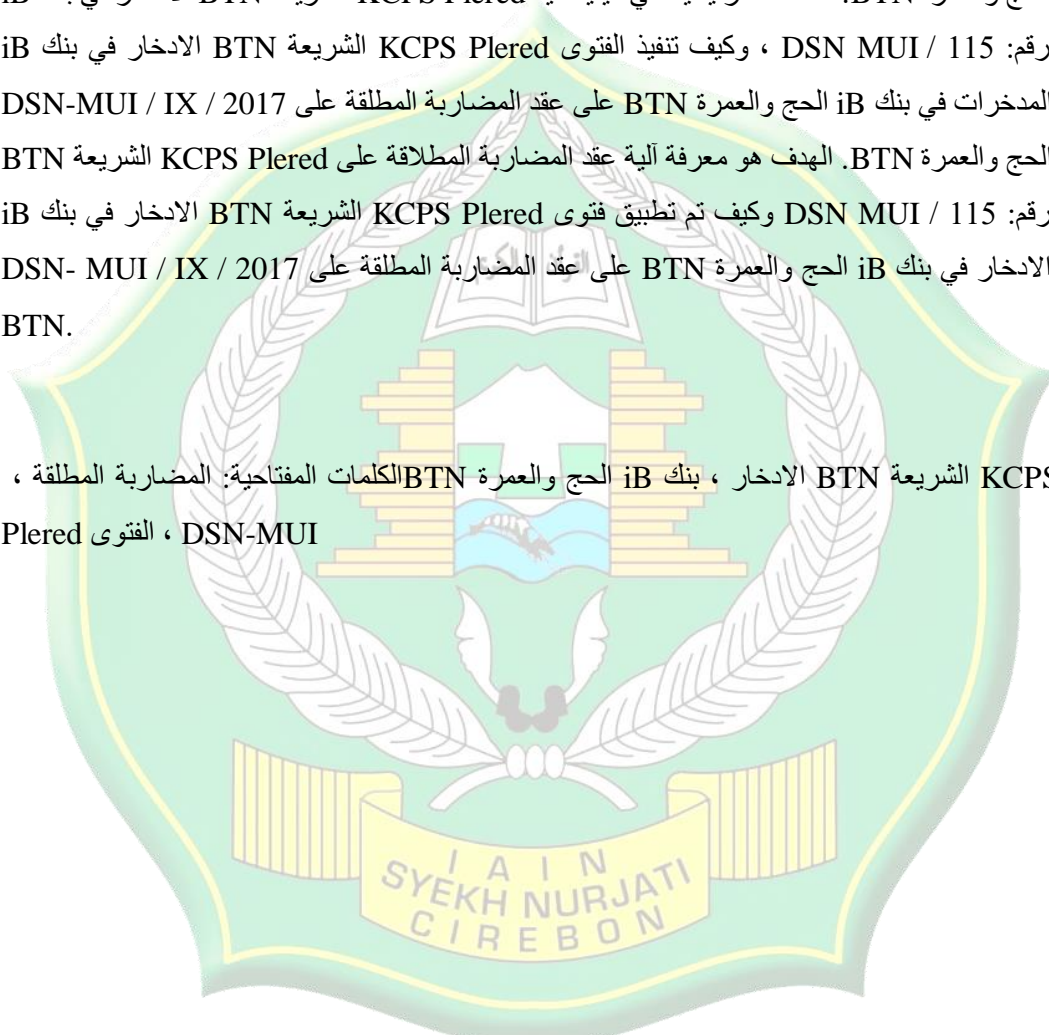 رقم: 115 / DSN MUI ، وكيف تنفيذ الفتوى KCPS Plered الشريعة BTN الادخار في بنك iB
المدخرات في بنك iB الحج والعمرة BTN على عقد المضاربة المطلقة على DSN-MUI / IX / 2017
الحج والعمرة BTN. الهدف هو معرفة آلية عقد المضاربة المطلاقة على KCPS Plered الشريعة BTN
رقم: 115 / DSN MUI وكيف تم تطبيق فتوى KCPS Plered الشريعة BTN الادخار في بنك iB
الادخار في بنك iB الحج والعمرة BTN على عقد المضاربة المطلقة على DSN- MUI / IX / 2017
BTN.
KCPS الشريعة BTN الادخار ، بنك iB الحج والعمرة BTNالكلمات المفتاحية: المضاربة المطلقة ،
Plered الفتوى ، DSN-MUI
IAIN
SYEKH NURJATI
CIREBON